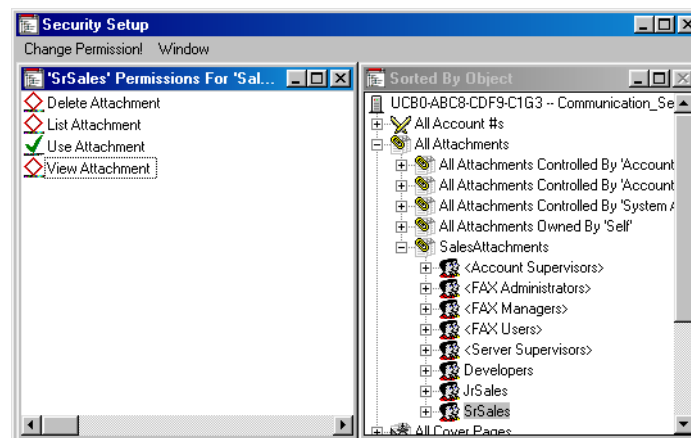 Security Setup
Change Permission! Window
'SrSales' Permissions For 'Sal...
Delete Attachment
List Attachment
Use Attachment
View Attachment
Sorted By Object
UCB0-ABC8-CDF9-C1G3 -- Communication_Se
All Account #s
All Attachments
All Attachments Controlled By 'Account
All Attachments Controlled By 'Account
All Attachments Controlled By 'System A
All Attachments Owned By 'Self'
SalesAttachments
<Account Supervisors>
<FAX Administrators>
<FAX Managers>
<FAX Users>
<Server Supervisors>
Developers
JrSales
SrSales
All Cover Pages